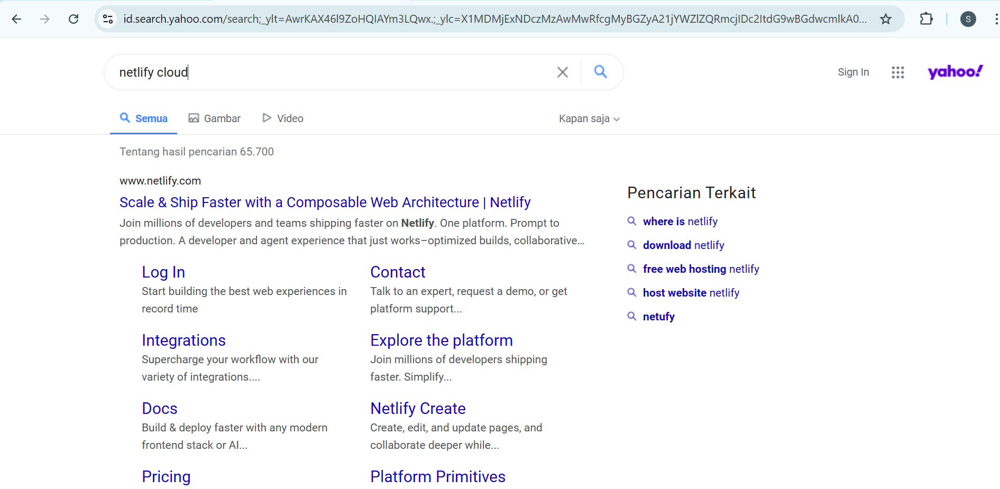 id.search.yahoo.com/search;_ylt=AwrKAX46l9ZoHQIAYm3LQwx.;_ylc=X1MDMjExNDczMzAwMwRfcgMyBGZyA21jYWZlZQRmcjIDc2ItdG9wBGdwcmlkA0...
S
netlify cloud
Sign In
yahoo!
Semua
Gambar
Video
Kapan saja
Tentang hasil pencarian 65.700
www.netlify.com
Scale & Ship Faster with a Composable Web Architecture | Netlify
Join millions of developers and teams shipping faster on Netlify. One platform. Prompt to
production. A developer and agent experience that just works–optimized builds, collaborative…
Log In
Start building the best web experiences in
record time
Contact
Talk to an expert, request a demo, or get
platform support...
Integrations
Supercharge your workflow with our
variety of integrations....
Explore the platform
Join millions of developers shipping
faster. Simplify...
Docs
Build & deploy faster with any modern
frontend stack or AI...
Netlify Create
Create, edit, and update pages, and
collaborate deeper while...
Pricing
Platform Primitives
Pencarian Terkait
where is netlify
download netlify
free web hosting netlify
host website netlify
netufy